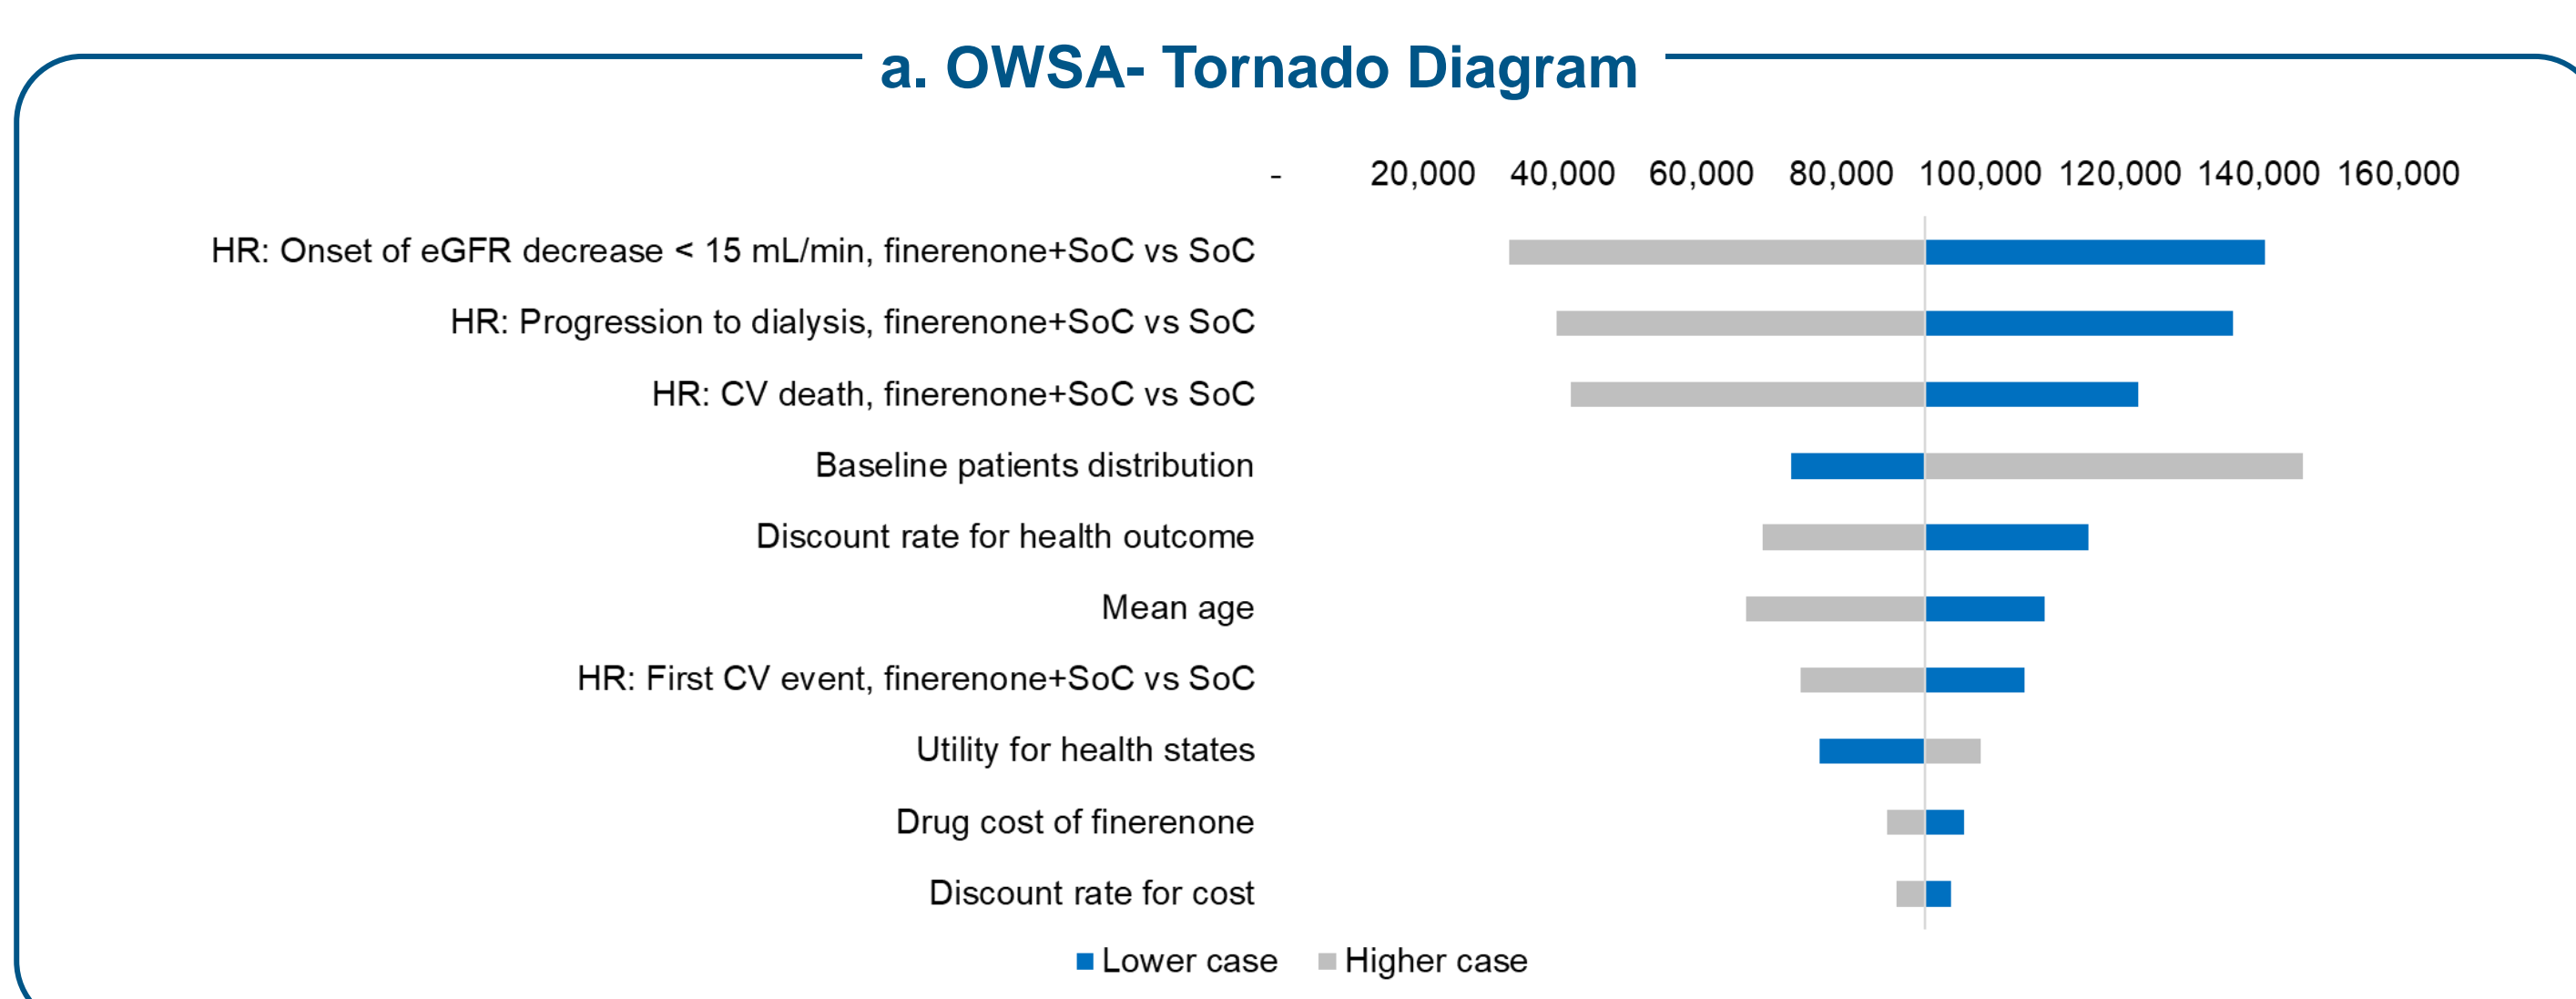 a. OWSA- Tornado Diagram
- 20,000 40,000 60,000 80,000 100,000 120,000 140,000 160,000
HR: Onset of eGFR decrease < 15 mL/min, finerenone+SoC vs SoC
HR: Progression to dialysis, finerenone+SoC vs SoC
HR: CV death, finerenone+SoC vs SoC
Baseline patients distribution
Discount rate for health outcome
Mean age
HR: First CV event, finerenone+SoC vs SoC
Utility for health states
Drug cost of finerenone
Discount rate for cost
Lower case Higher case